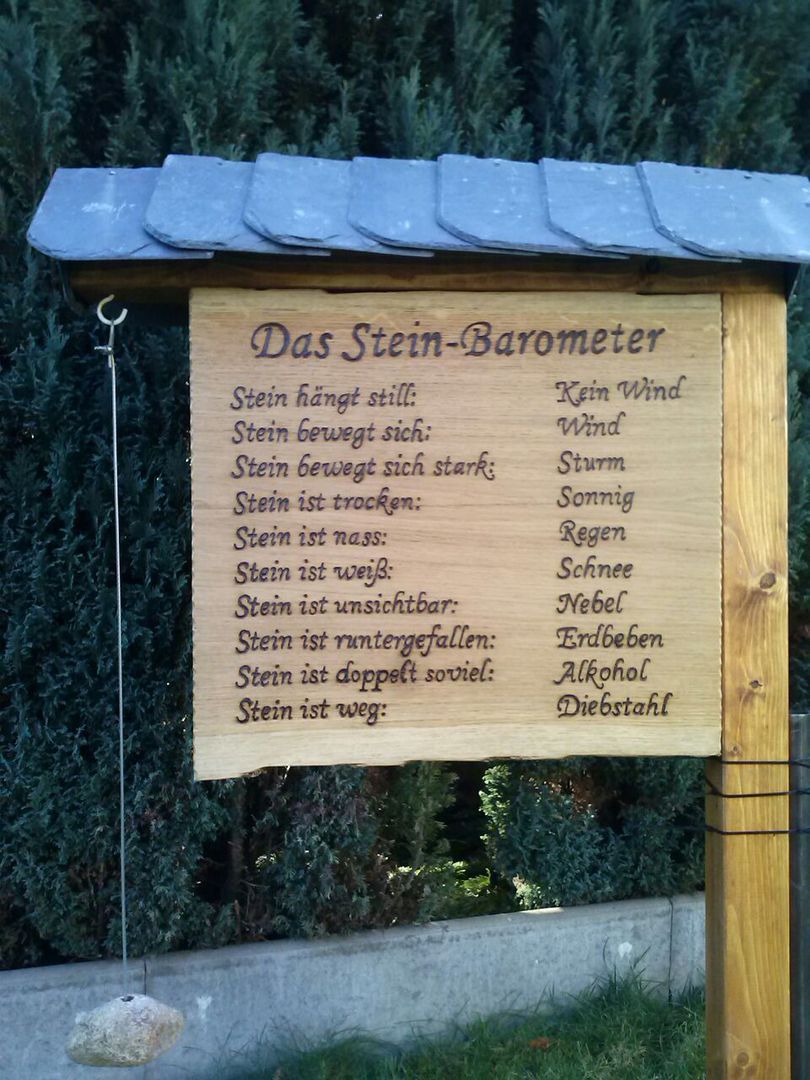 Das Stein-Barometer
Stein hängt still: Kein Wind
Stein bewegt sich: Wind
Stein bewegt sich stark: Sturm
Stein ist trocken: Sonnig
Stein ist nass: Regen
Stein ist weiß: Schnee
Stein ist unsichtbar: Nebel
Stein ist runtergefallen: Erdbeben
Stein ist doppelt soviel: Alkohol
Stein ist weg: Diebstahl